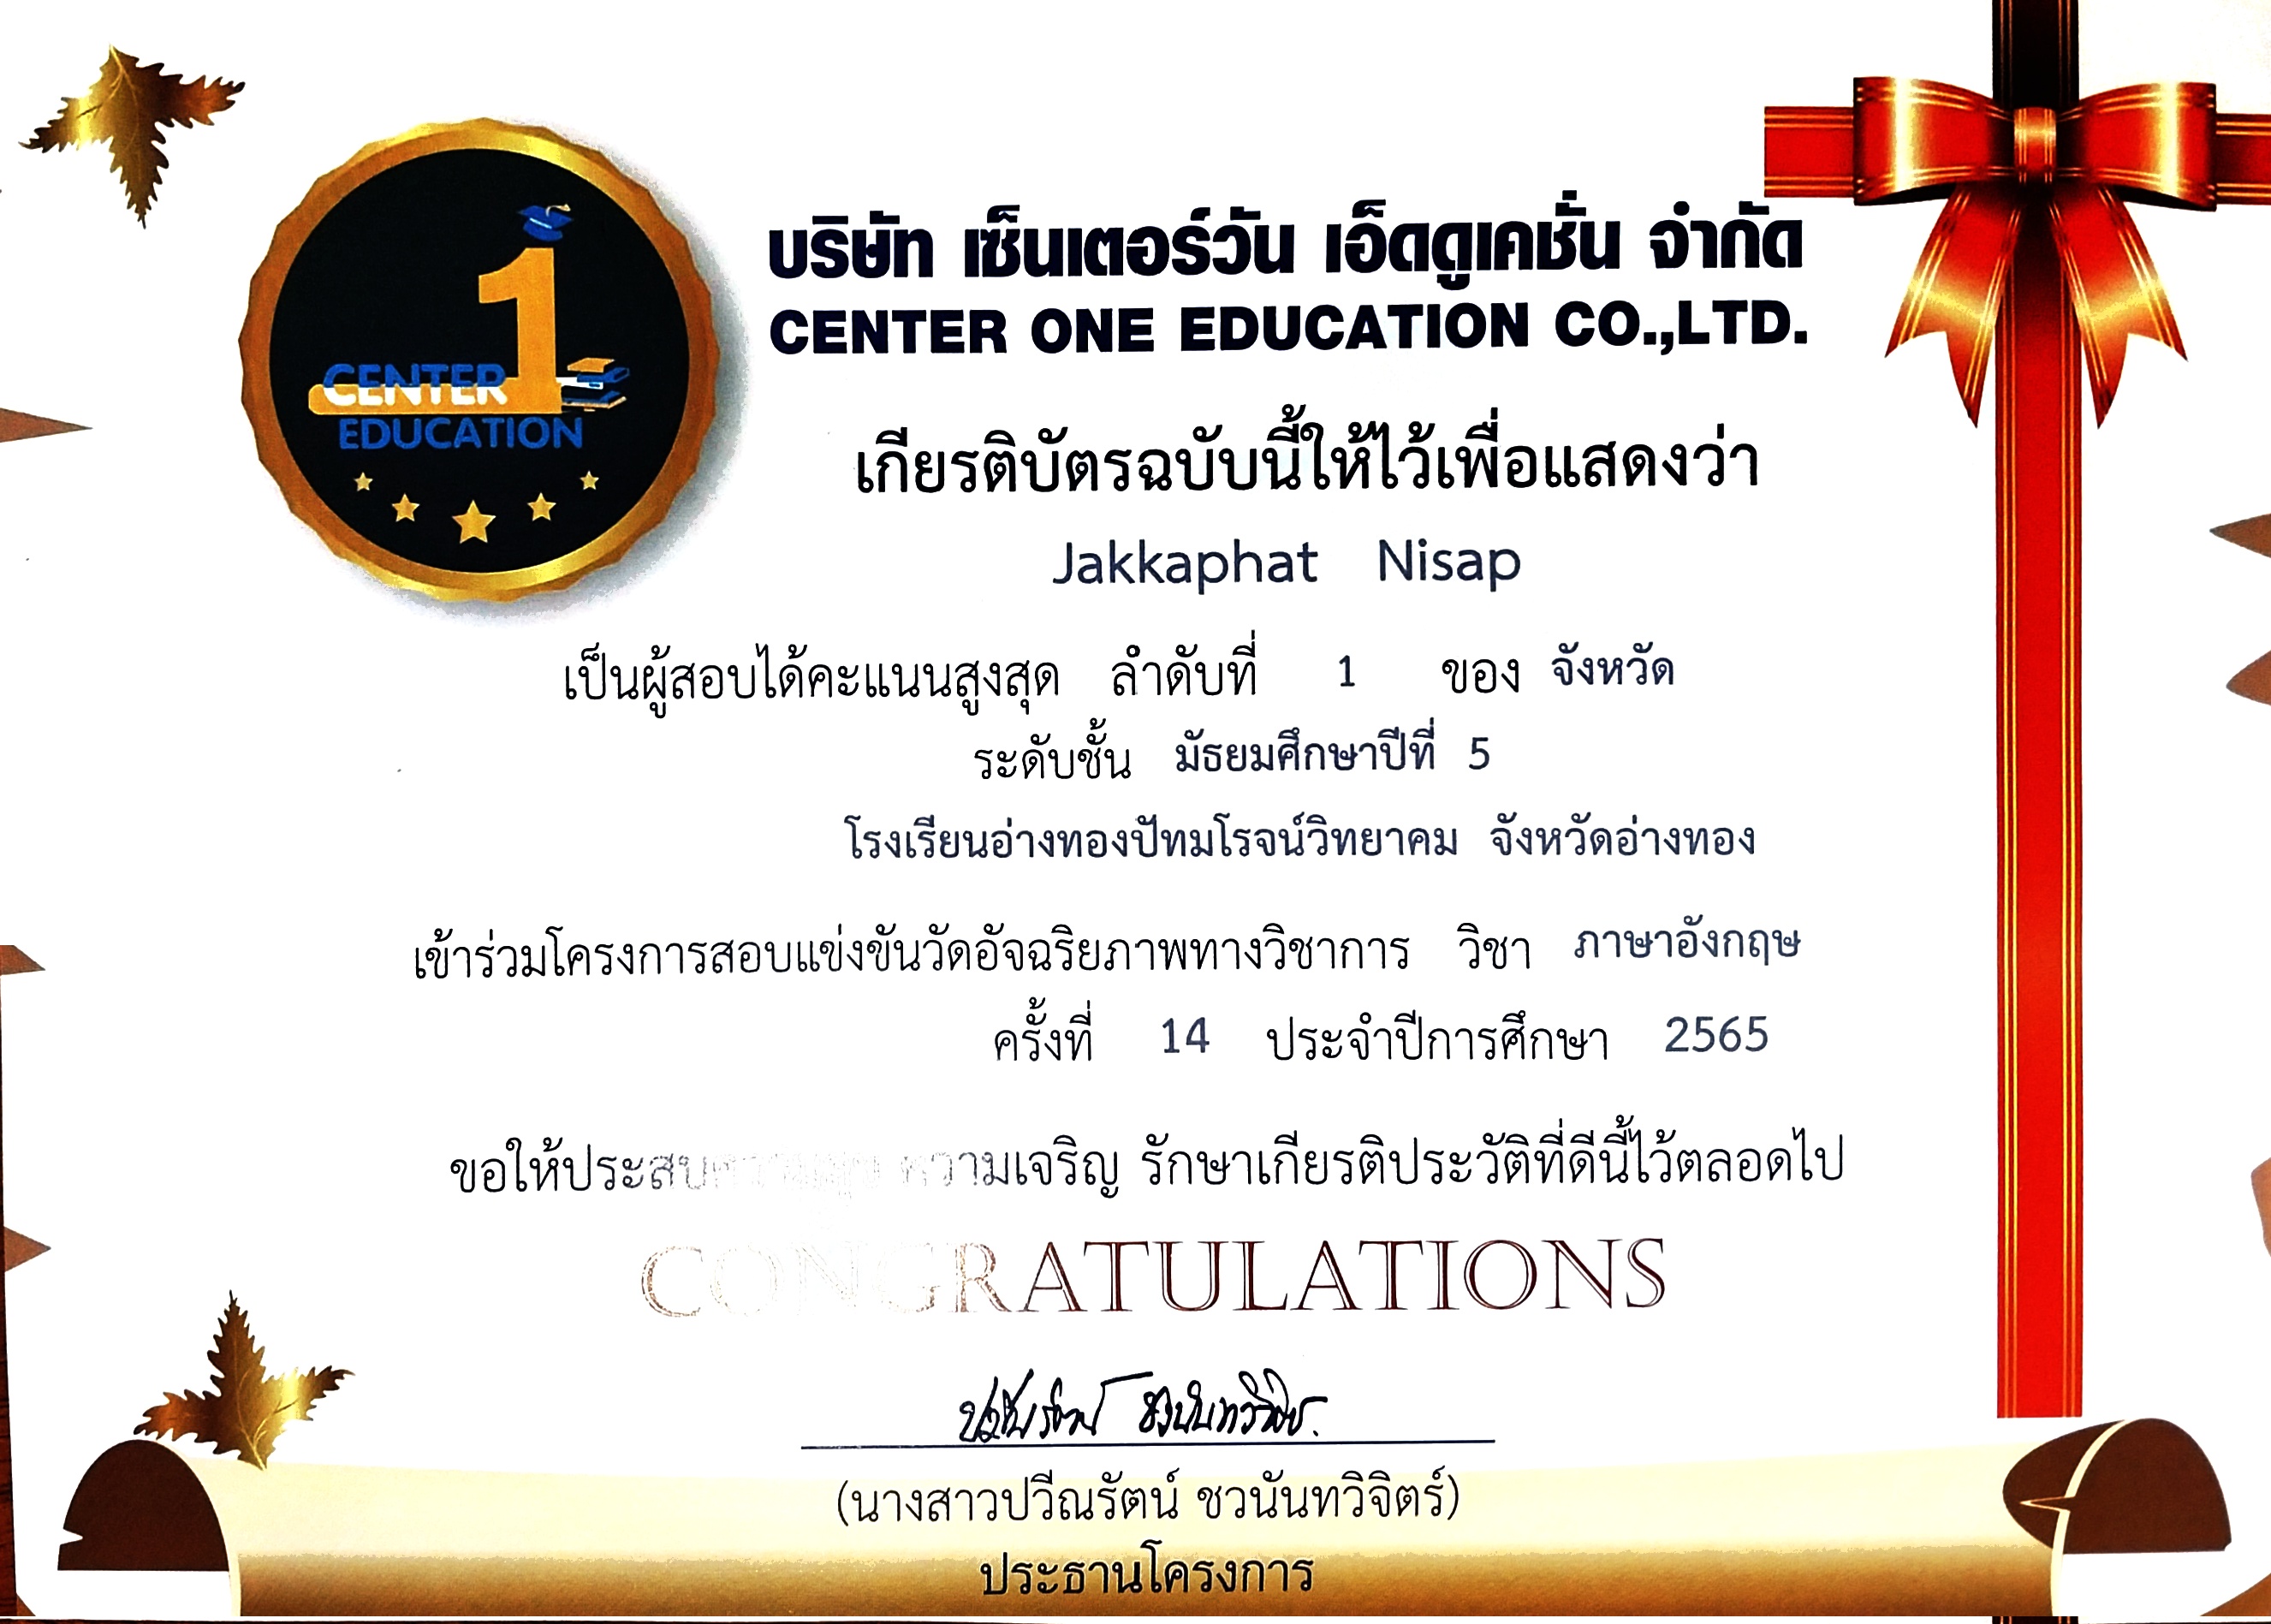 CENTER 1
EDUCATION
บริษัท เซ็นเตอร์วัน เอ็ดดูเคชั่น จำกัด
CENTER ONE EDUCATION CO.,LTD.
เกียรติบัตรฉบับนี้ให้ไว้เพื่อแสดงว่า
Jakkaphat Nisap
เป็นผู้สอบได้คะแนนสูงสุด ลำดับที่ 1 ของ จังหวัด
ระดับชั้น มัธยมศึกษาปีที่ 5
โรงเรียนอ่างทองปัทมโรจน์วิทยาคม จังหวัดอ่างทอง
เข้าร่วมโครงการสอบแข่งขันวัดอัจฉริยภาพทางวิชาการ วิชา ภาษาอังกฤษ
ครั้งที่ 14 ประจำปีการศึกษา 2565
ขอให้ประสบความสุข ความเจริญ รักษาเกียรติประวัติที่ดีนี้ไว้ตลอดไป
CONGRATULATIONS
ปวีณรัตน์ ชวนันทวิจิตร์
(นางสาวปวีณรัตน์ ชวนันทวิจิตร์)
ประธานโครงการ